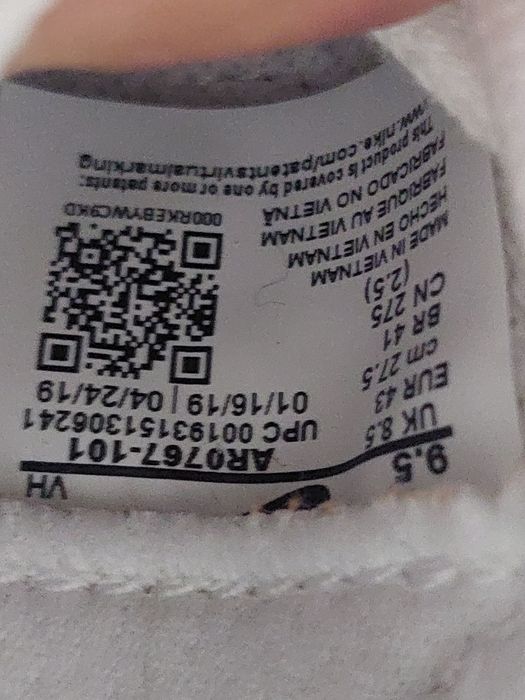 VH
9.5
AR0767-101
UK 8.5
UPC 00193151306241
EUR 43
01/16/19 | 04/24/19
cm 27.5
BR 41
CN 275
(2.5)
MADE IN VIETNAM
HECHO EN VIETNAM
FABRIQUE AU VIETNAM
FABRICADO NO VIETNÃ
000RKEBYWC9KD
This product is covered by one or more patents:
www.nike.com/patentsvirtualmarking